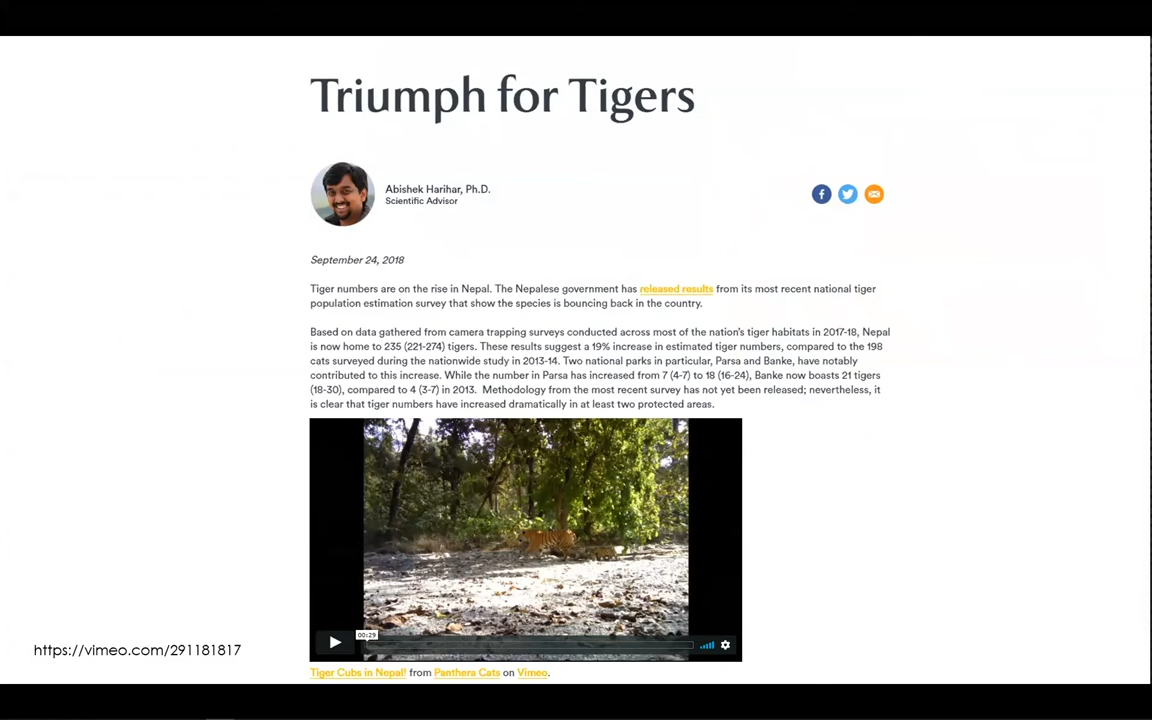 Triumph for Tigers
Abishek Harihar, Ph.D.
Scientific Advisor
September 24, 2018
Tiger numbers are on the rise in Nepal. The Nepalese government has released results from its most recent national tiger
population estimation survey that show the species is bouncing back in the country.
Based on data gathered from camera trapping surveys conducted across most of the nation's tiger habitats in 2017-18, Nepal
is now home to 235 (221-274) tigers. These results suggest a 19% increase in estimated tiger numbers, compared to the 198
cats surveyed during the nationwide study in 2013-14. Two national parks in particular, Parsa and Banke, have notably
contributed to this increase. While the number in Parsa has increased from 7 (4-7) to 18 (16-24), Banke now boasts 21 tigers
(18-30), compared to 4 (3-7) in 2013. Methodology from the most recent survey has not yet been released; nevertheless, it
is clear that tiger numbers have increased dramatically in at least two protected areas.
00:29
https://vimeo.com/291181817
Tiger Cubs in Nepal! from Panthera Cats on Vimeo.